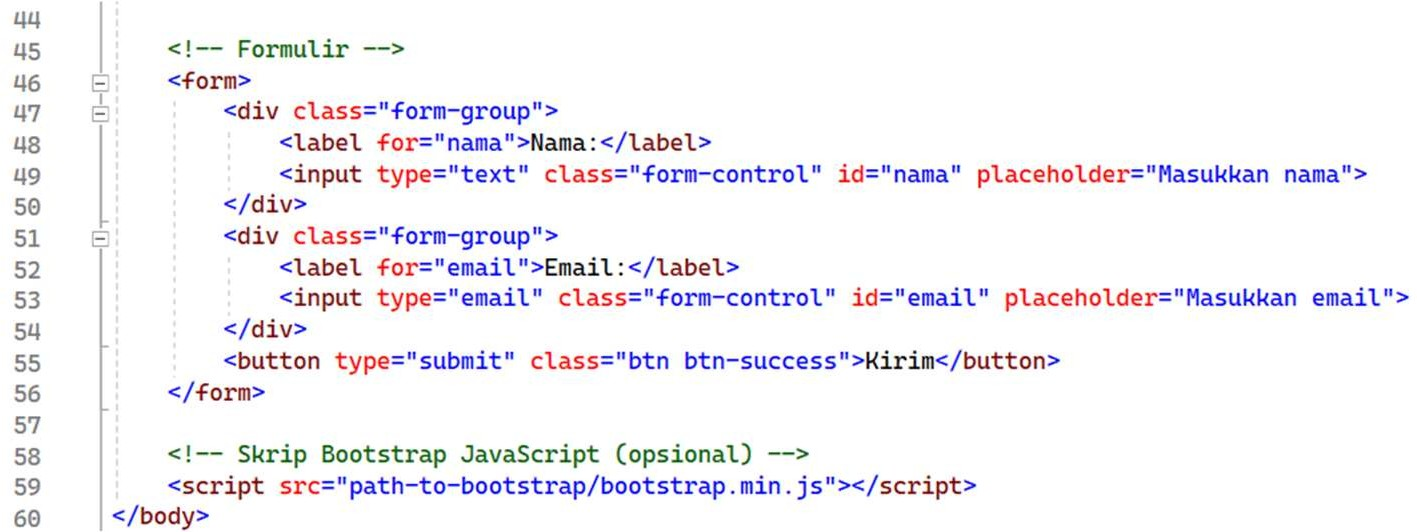 44
45 <!-- Formulir -->
46 <form>
47 <div class="form-group">
48 <label for="nama">Nama:</label>
49 <input type="text" class="form-control" id="nama" placeholder="Masukkan nama">
50 </div>
51 <div class="form-group">
52 <label for="email">Email:</label>
53 <input type="email" class="form-control" id="email" placeholder="Masukkan email">
54 </div>
55 <button type="submit" class="btn btn-success">Kirim</button>
56 </form>
57
58 <!-- Skrip Bootstrap JavaScript (opsional) -->
59 <script src="path-to-bootstrap/bootstrap.min.js"></script>
60 </body>